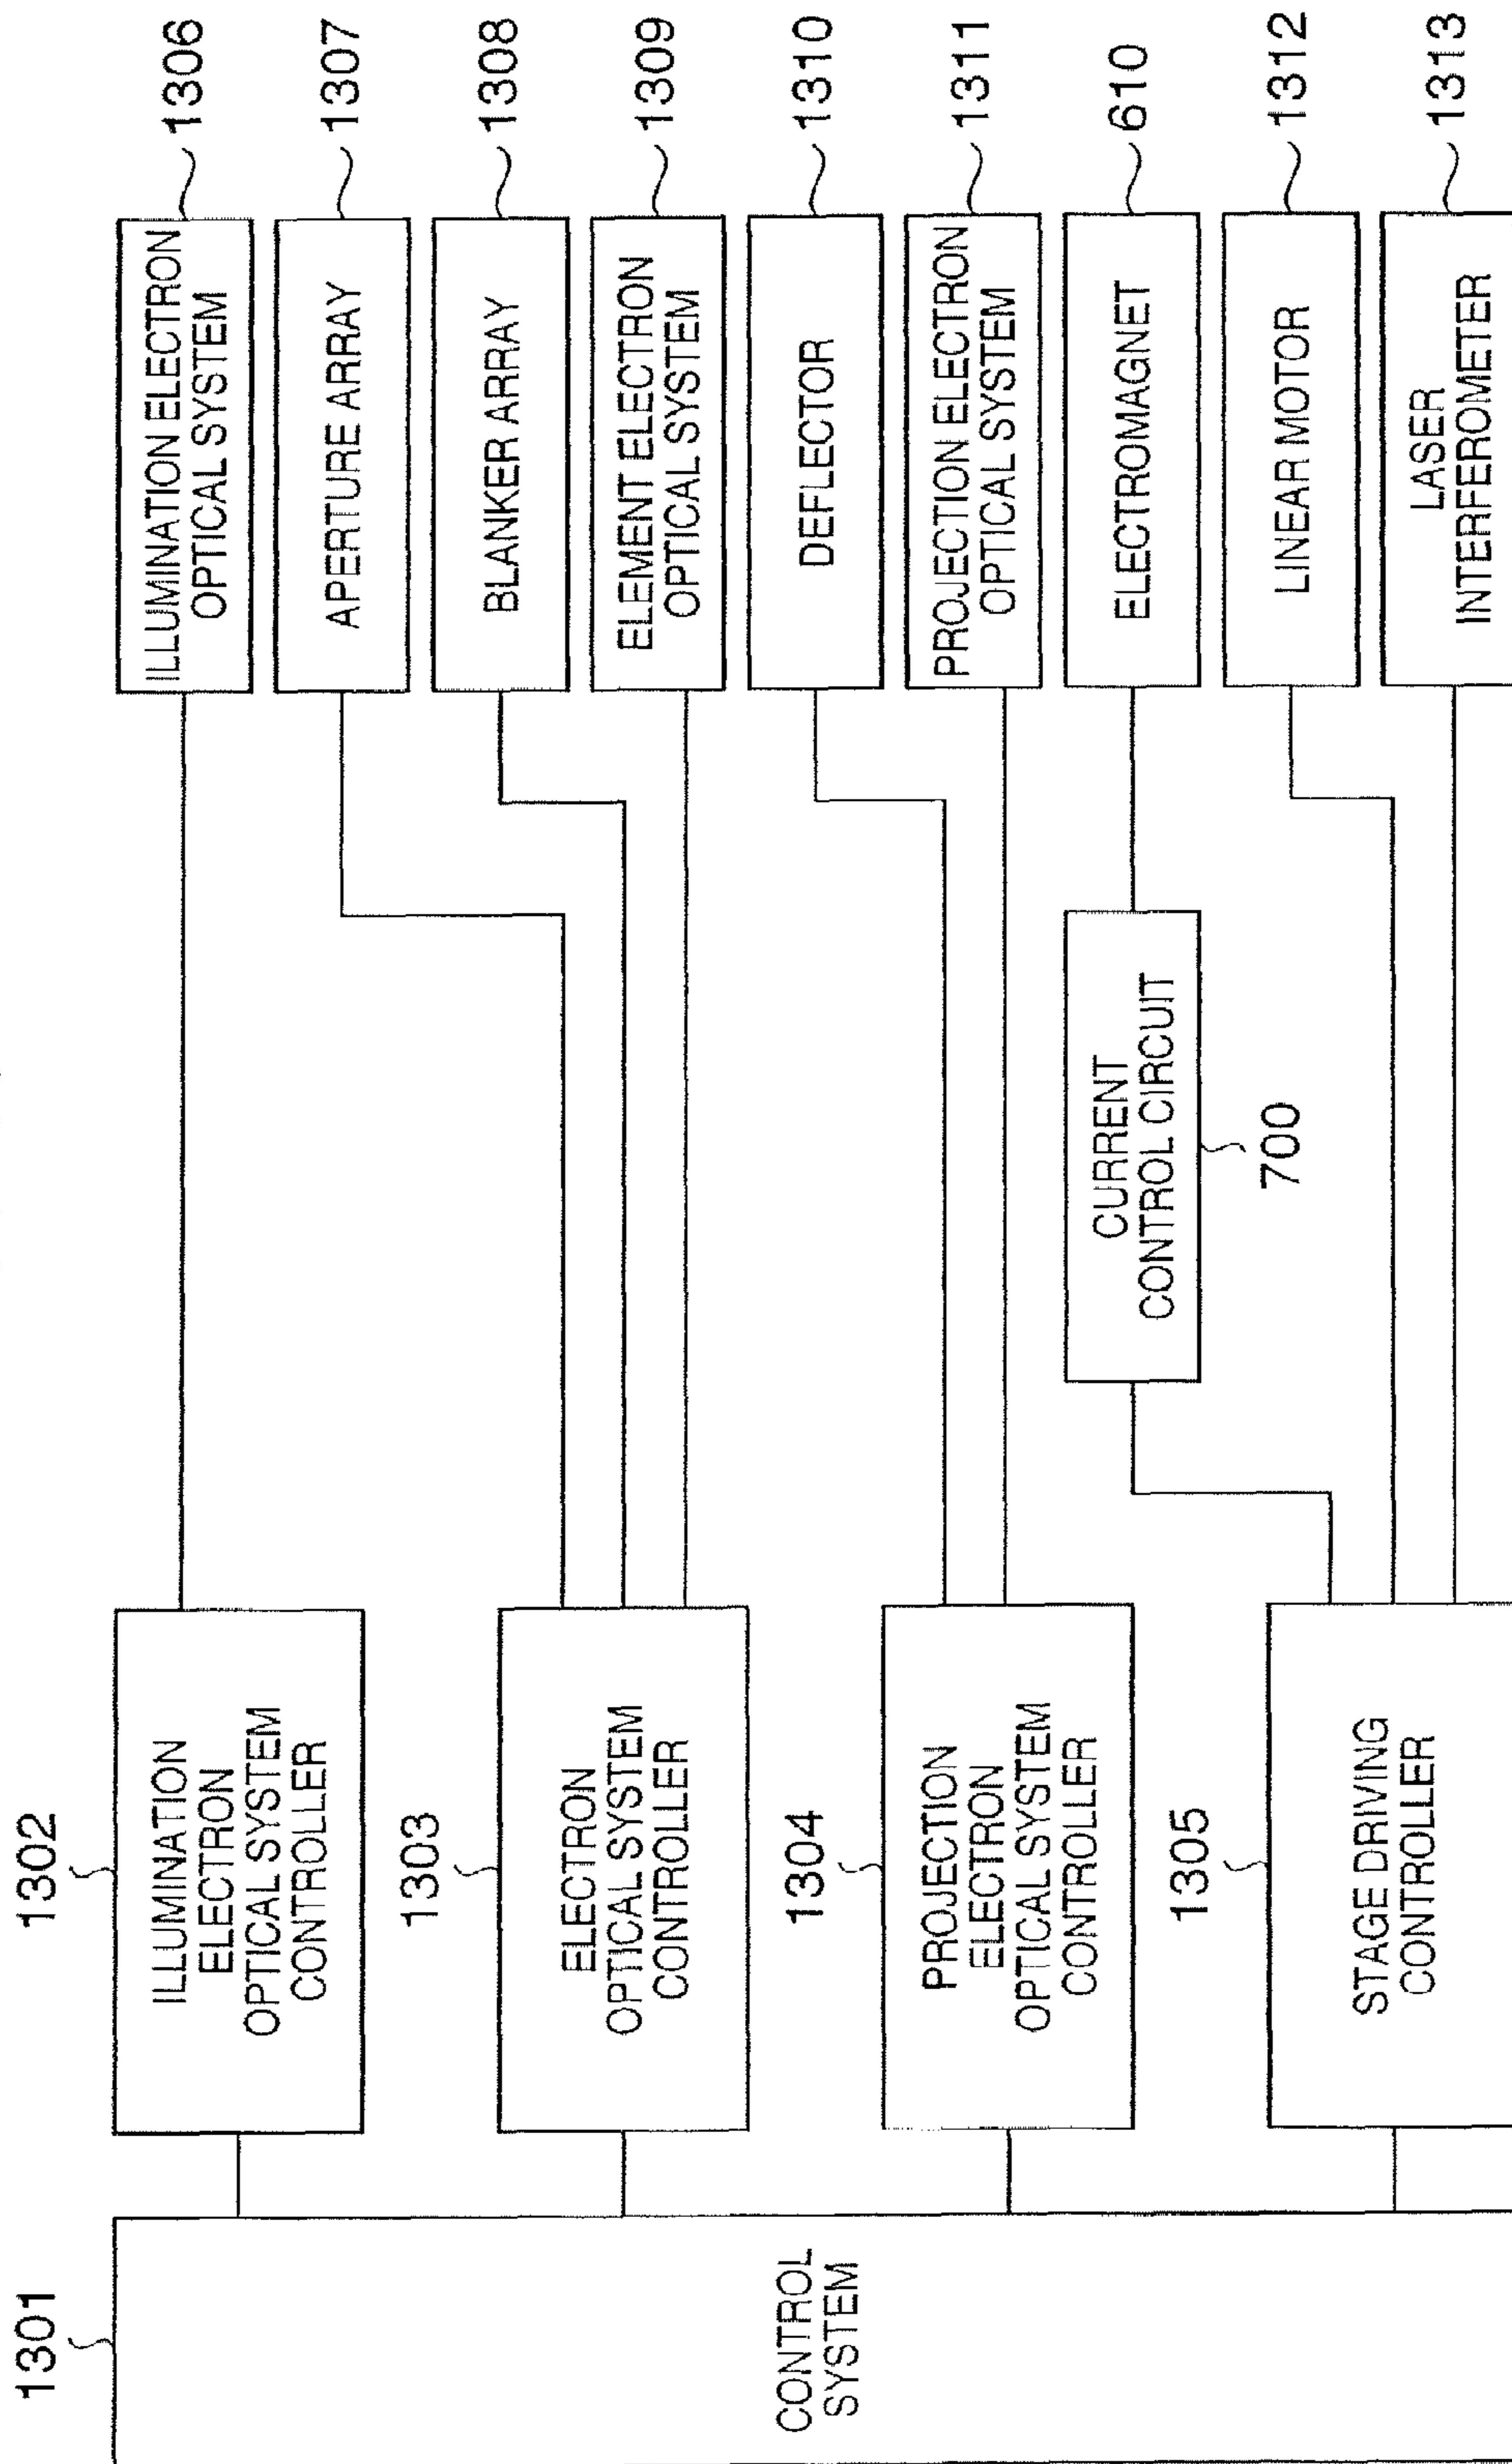 1301
CONTROL
SYSTEM
1302
ILLUMINATION
ELECTRON
OPTICAL SYSTEM
CONTROLLER
1303
ELECTRON
OPTICAL SYSTEM
CONTROLLER
1304
PROJECTION
ELECTRON
OPTICAL SYSTEM
CONTROLLER
1305
STAGE DRIVING
CONTROLLER
CURRENT
CONTROL CIRCUIT
700
ILLUMINATION ELECTRON
OPTICAL SYSTEM
1306
APERTURE ARRAY
1307
BLANKER ARRAY
1308
ELEMENT ELECTRON
OPTICAL SYSTEM
1309
DEFLECTOR
1310
PROJECTION ELECTRON
OPTICAL SYSTEM
1311
ELECTROMAGNET
610
LINEAR MOTOR
1312
LASER
INTERFEROMETER
1313